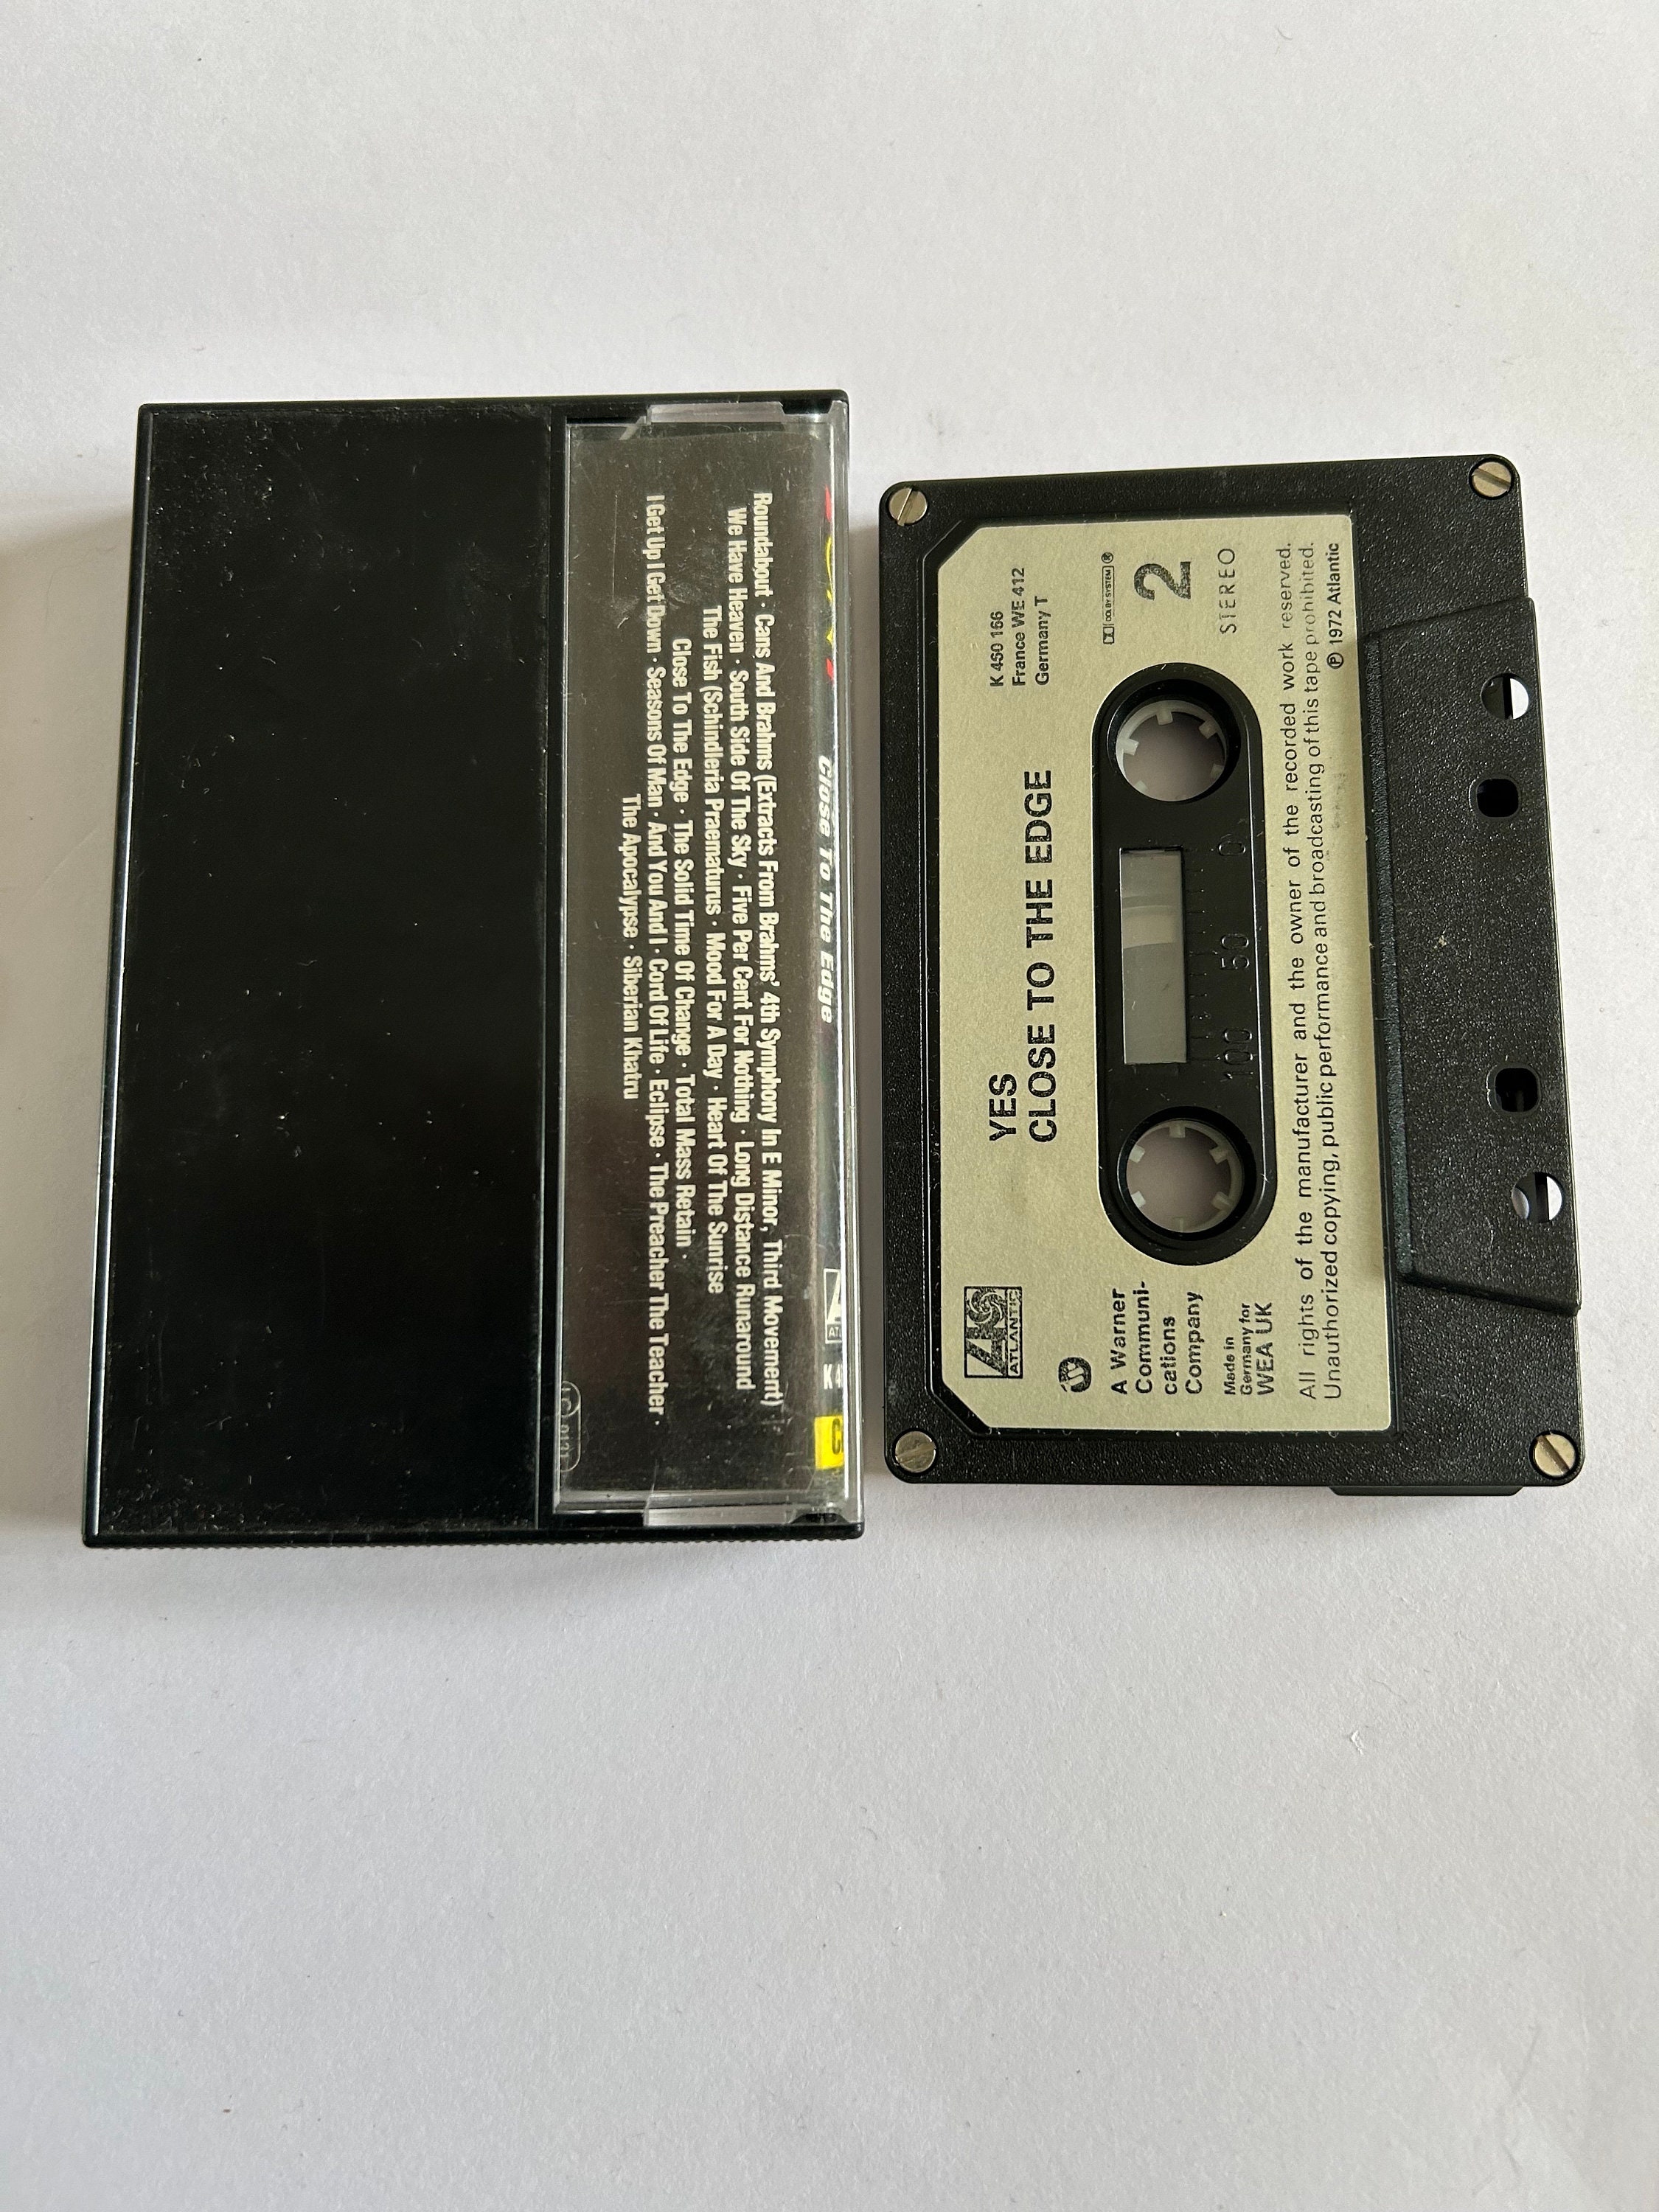 Close To The Edge
Roundabout · Cans And Brahms (Extracts From Brahms' 4th Symphony In E Minor, Third Movement)
We Have Heaven · South Side Of The Sky · Five Per Cent For Nothing · Long Distance Runaround
The Fish (Schindleria Praematurus · Mood For A Day · Heart Of The Sunrise
Close To The Edge · The Solid Time Of Change · Total Mass Retain ·
I Get Up I Get Down · Seasons Of Man · And You And I · Cord Of Life · Eclipse · The Preacher The Teacher ·
The Apocalypse · Siberian Khatru
K 4
ATLANTIC
YES
CLOSE TO THE EDGE
K 450 166
France WE 412
Germany T
DOLBY SYSTEM®
2
STEREO
100 50 0
A Warner
Communi-
cations
Company
Made in
Germany for
WEA UK
All rights of the manufacturer and the owner of the recorded work reserved.
Unauthorized copying, public performance and broadcasting of this tape prohibited.
℗ 1972 Atlantic